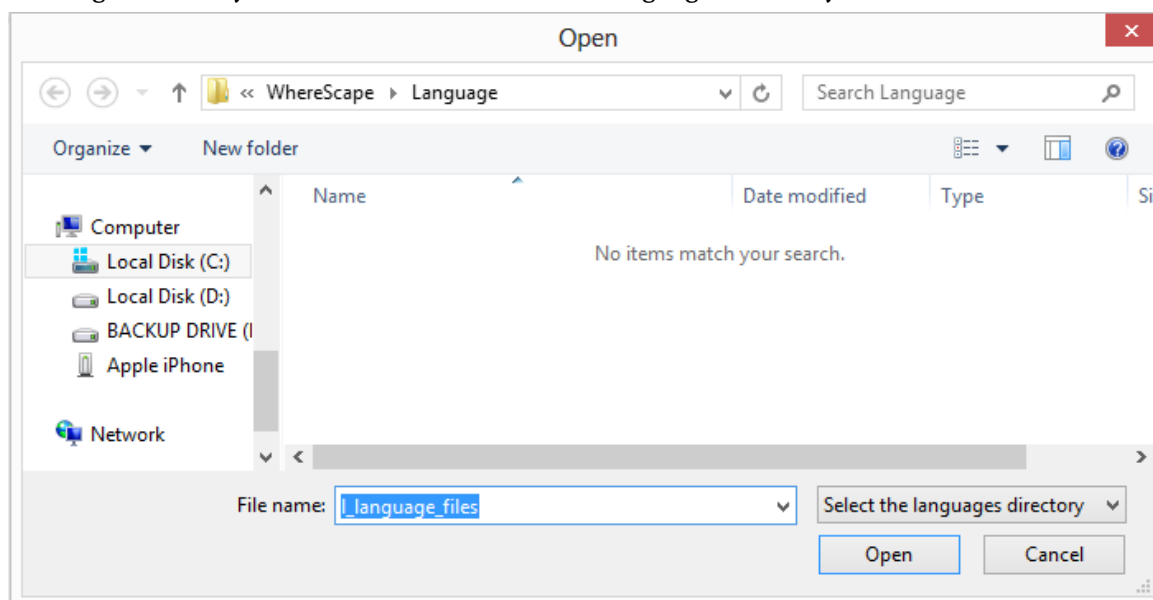 Open
« WhereScape ▸ Language
Search Language
Organize
New folder
Name
Date modified
Type
Si
Computer
Local Disk (C:)
Local Disk (D:)
BACKUP DRIVE (
Apple iPhone
Network
No items match your search.
File name:
l_language_files
Select the languages directory
Open
Cancel